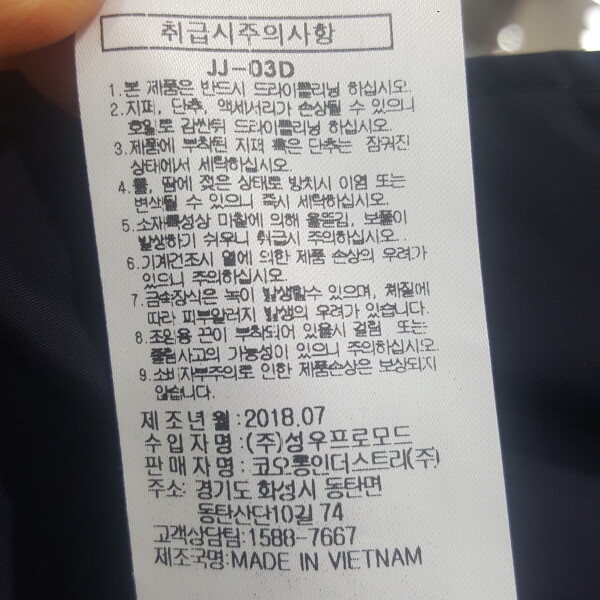 취급시주의사항
JJ-03D
1.본 제품은 반드시 드라이클리닝 하십시오.
2.지퍼, 단추, 액세서리가 손상될 수 있으니
호일로 감싼뒤 드라이클리닝 하십시오.
3.제품에 부착된 지퍼 혹은 단추는 잠궈진
상태에서 세탁하십시오.
4.물, 땀에 젖은 상태로 방치시 이염 또는
변색될 수 있으니 즉시 세탁하십시오.
5.소재특성상 마찰에 의해 올뜯김, 보풀이
발생하기 쉬우니 취급시 주의하십시오.
6.기계건조시 열에 의한 제품 손상의 우려가
있으니 주의하십시오.
7.금속장식은 녹이 발생할수 있으며, 체질에
따라 피부알러지 발생의 우려가 있습니다.
8.조임용 끈이 부착되어 있을시 걸림 또는
쫄림사고의 가능성이 있으니 주의하십시오.
9.소비자부주의로 인한 제품손상은 보상되지
않습니다.
제 조 년 월 : 2018.07
수 입 자 명 : (주)성우프로모드
판 매 자 명 : 코오롱인더스트리(주)
주소: 경기도 화성시 동탄면
동탄산단10길 74
고객상담팀: 1588-7667
제조국명: MADE IN VIETNAM